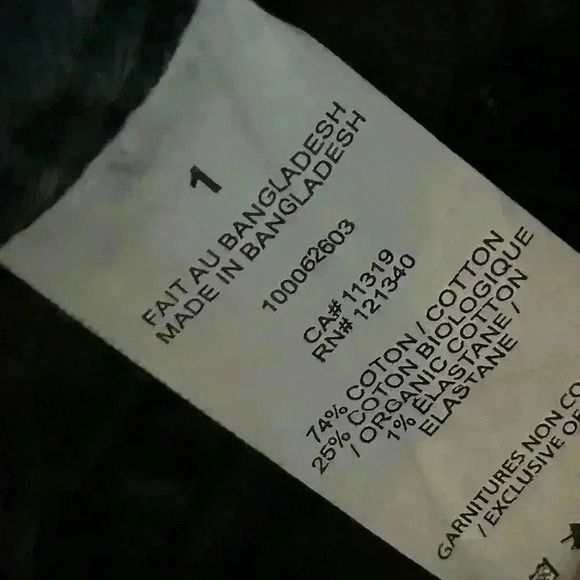 1
FAIT AU BANGLADESH
MADE IN BANGLADESH
100062603
CA# 11319
RN# 121340
74% COTON / COTTON
25% COTON BIOLOGIQUE
/ ORGANIC COTTON
1% ÉLASTANE /
ELASTANE
GARNITURES NON CO
/ EXCLUSIVE OF